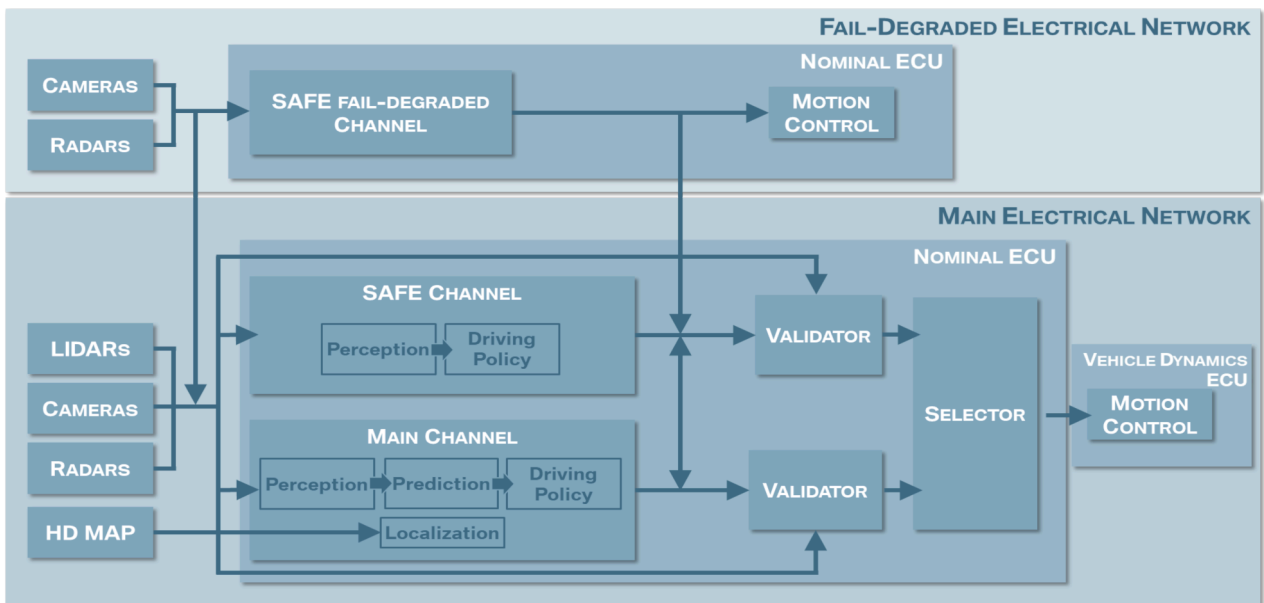 FAIL-DEGRADED ELECTRICAL NETWORK
NOMINAL ECU
CAMERAS
RADARS
SAFE FAIL-DEGRADED
CHANNEL
MOTION
CONTROL
MAIN ELECTRICAL NETWORK
NOMINAL ECU
LIDARs
CAMERAS
RADARS
HD MAP
SAFE CHANNEL
Perception
Driving
Policy
MAIN CHANNEL
Perception
Prediction
Driving
Policy
Localization
VALIDATOR
VALIDATOR
SELECTOR
VEHICLE DYNAMICS
ECU
MOTION
CONTROL